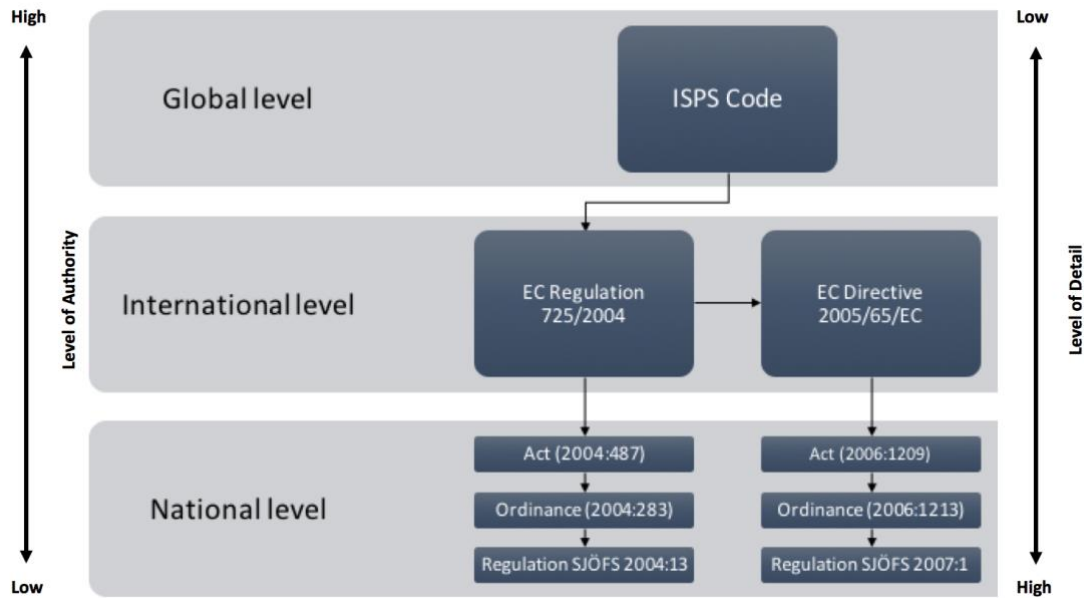 High
Low
Global level
ISPS Code
Level of Authority
International level
EC Regulation
725/2004
EC Directive
2005/65/EC
Level of Detail
National level
Act (2004:487)
Act (2006:1209)
Ordinance (2004:283)
Ordinance (2006:1213)
Regulation SJÖFS 2004:13
Regulation SJÖFS 2007:1
Low
High